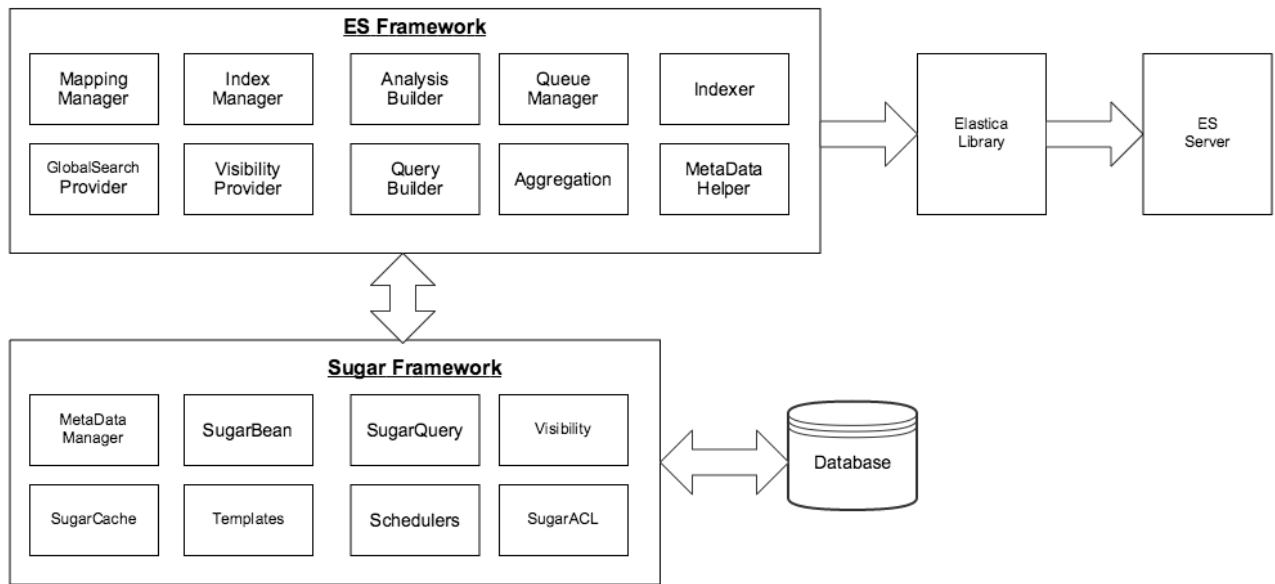 ES Framework
Mapping
Manager
Index
Manager
Analysis
Builder
Queue
Manager
Indexer
GlobalSearch
Provider
Visibility
Provider
Query
Builder
Aggregation
MetaData
Helper
Elastica
Library
ES
Server
Sugar Framework
MetaData
Manager
SugarBean
SugarQuery
Visibility
SugarCache
Templates
Schedulers
SugarACL
Database